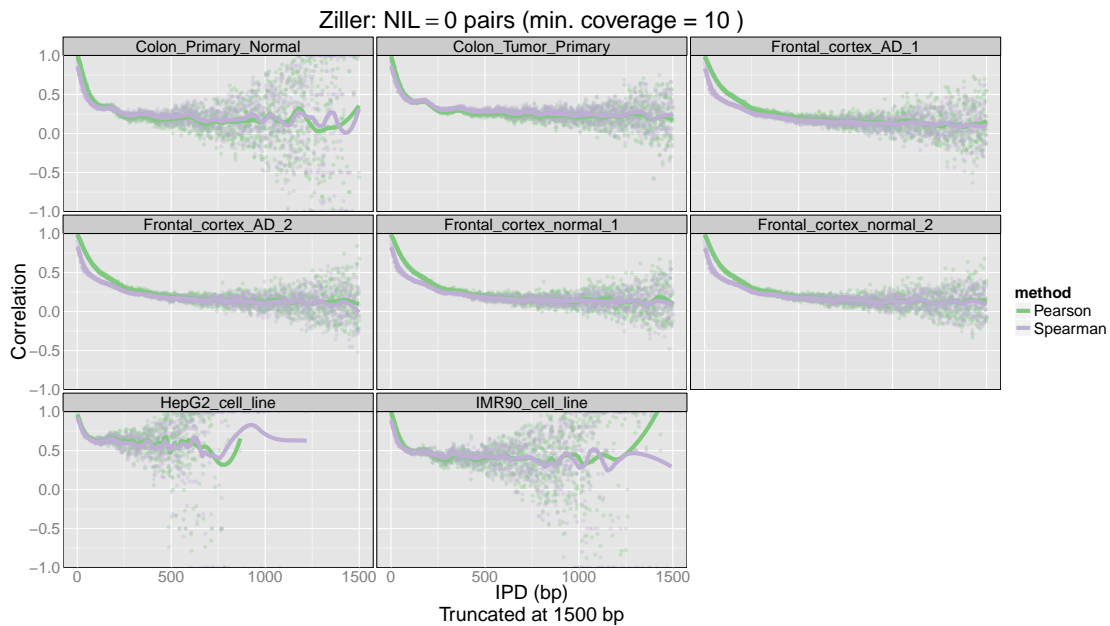 Ziller: NIL = 0 pairs (min. coverage = 10 )
Colon_Primary_Normal
Colon_Tumor_Primary
Frontal_cortex_AD_1
1.0
0.5
0.0
−0.5
−1.0
Frontal_cortex_AD_2
Frontal_cortex_normal_1
Frontal_cortex_normal_2
1.0
0.5
0.0
−0.5
−1.0
Correlation
method
Pearson
Spearman
HepG2_cell_line
IMR90_cell_line
1.0
0.5
0.0
−0.5
−1.0
0 500 1000 1500 0 500 1000 1500
IPD (bp)
Truncated at 1500 bp